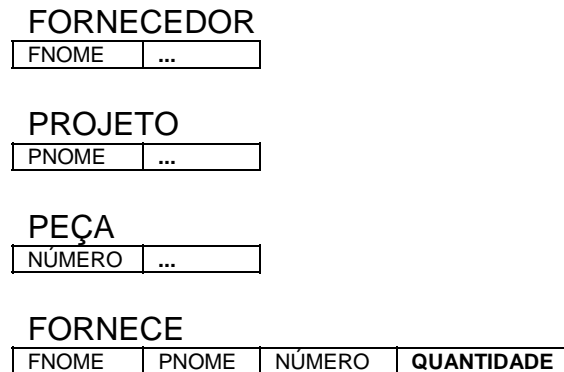 FORNECEDOR
FNOME ...
PROJETO
PNOME ...
PEÇA
NÚMERO ...
FORNECE
FNOME PNOME NÚMERO QUANTIDADE